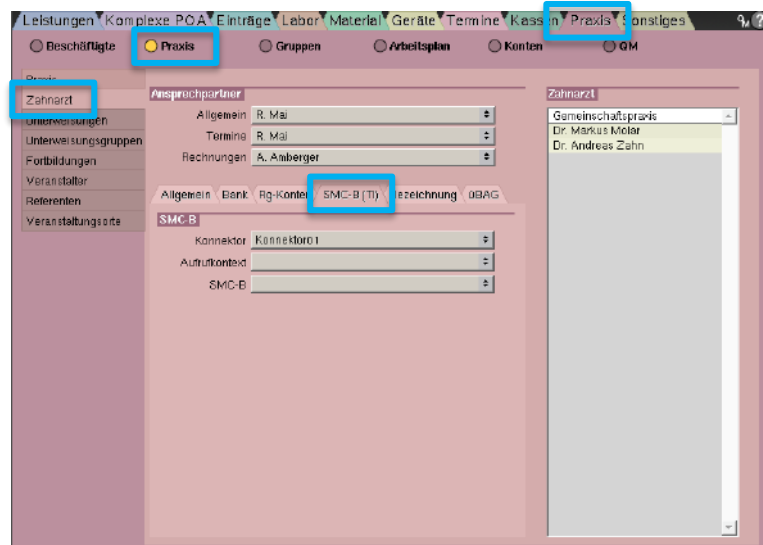 Leistungen Komplexe POA Einträge Labor Material Geräte Termine Kassen Praxis Sonstiges
Beschäftigte Praxis Gruppen Arbeitsplan Konten QM
Praxis
Zahnarzt
Unterweisungen
Unterweisungsgruppen
Fortbildungen
Veranstalter
Referenten
Veranstaltungsorte
Ansprechpartner
Allgemein R. Mai
Termine R. Mai
Rechnungen A. Amberger
Allgemein Bank Rg-Konten SMC-B (TI) Bezeichnung ÜBAG
SMC-B
Konnektor Konnektor01
Aufrufkontext
SMC-B
Zahnarzt
Gemeinschaftspraxis
Dr. Markus Molar
Dr. Andreas Zahn